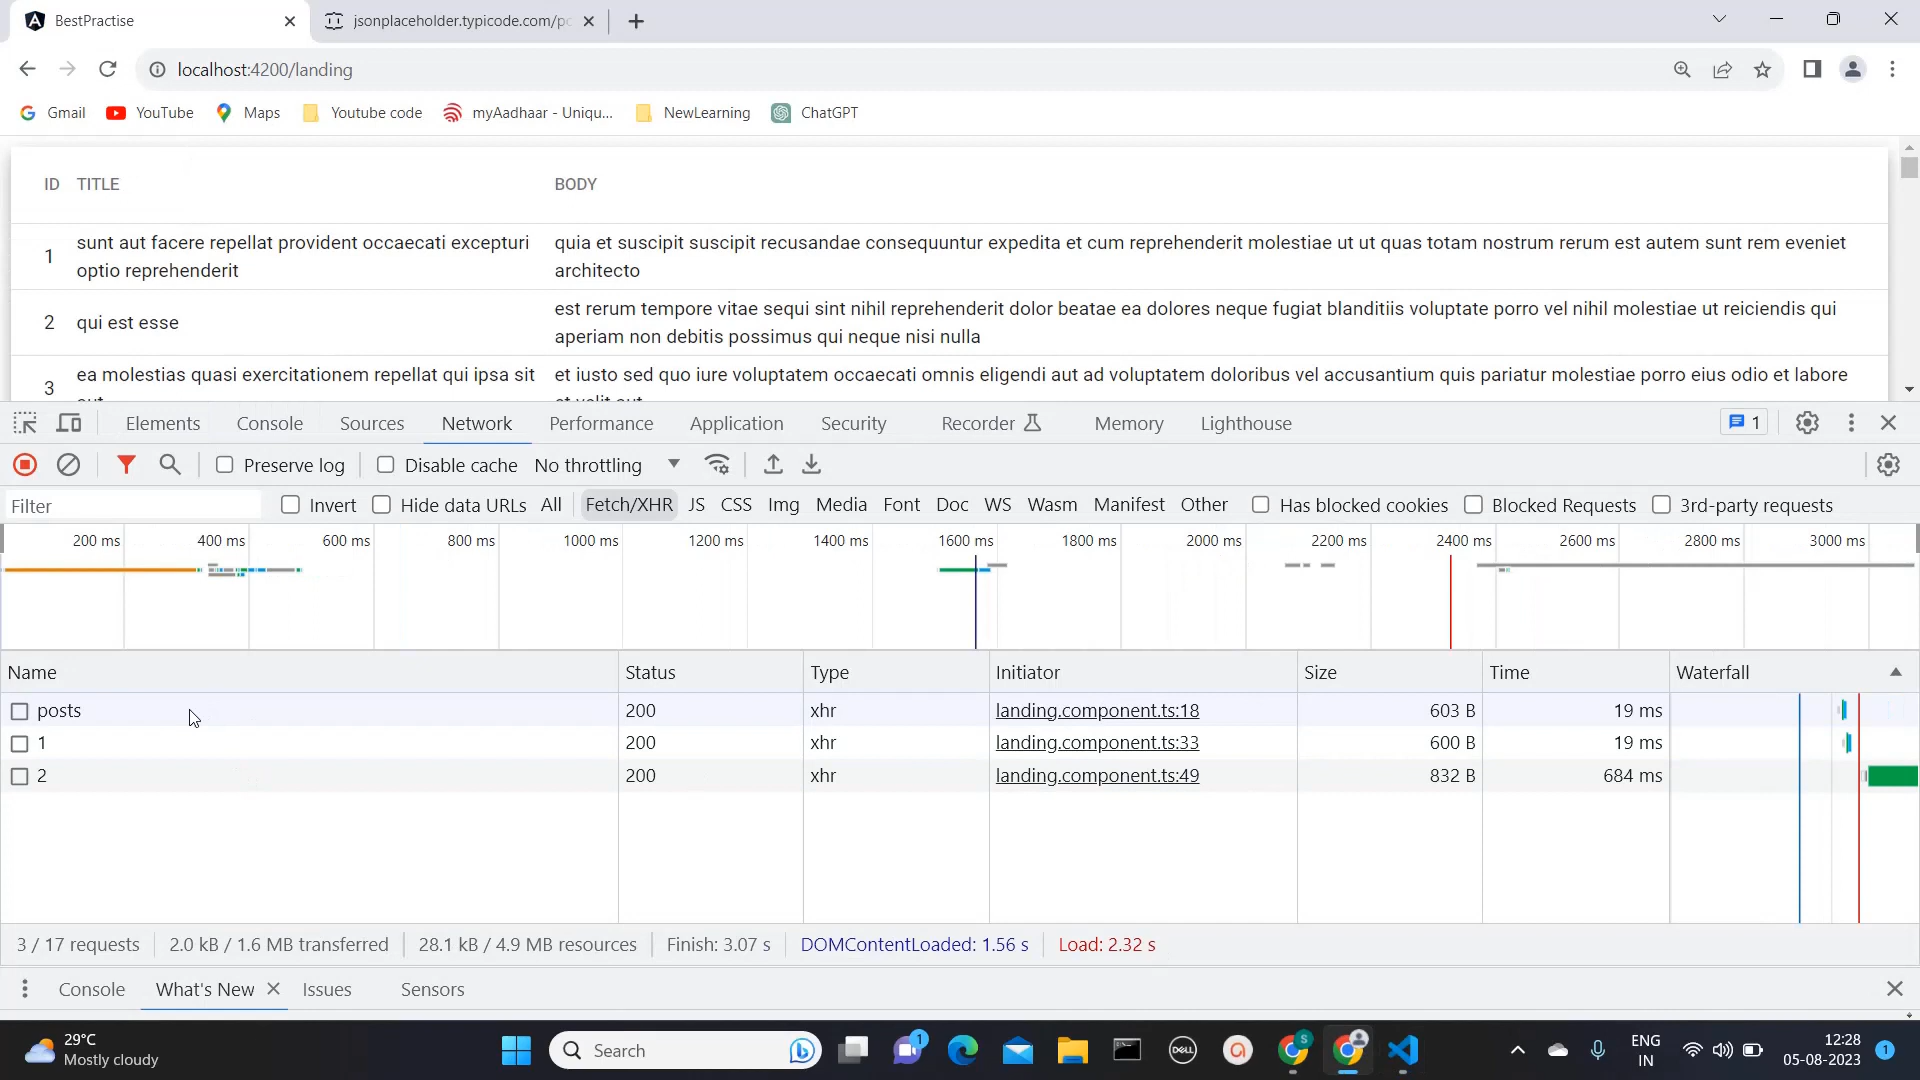 BestPractise
jsonplaceholder.typicode.com/po
localhost:4200/landing
Gmail YouTube Maps Youtube code myAadhaar - Uniqu... NewLearning ChatGPT
ID TITLE BODY
1 sunt aut facere repellat provident occaecati excepturi quia et suscipit suscipit recusandae consequuntur expedita et cum reprehenderit molestiae ut ut quas totam nostrum rerum est autem sunt rem eveniet
optio reprehenderit architecto
2 qui est esse est rerum tempore vitae sequi sint nihil reprehenderit dolor beatae ea dolores neque fugiat blanditiis voluptate porro vel nihil molestiae ut reiciendis qui
aperiam non debitis possimus qui neque nisi nulla
3 ea molestias quasi exercitationem repellat qui ipsa sit et iusto sed quo iure voluptatem occaecati omnis eligendi aut ad voluptatem doloribus vel accusantium quis pariatur molestiae porro eius odio et labore
Elements Console Sources Network Performance Application Security Recorder Memory Lighthouse 1
Preserve log Disable cache No throttling
Filter Invert Hide data URLs All Fetch/XHR JS CSS Img Media Font Doc WS Wasm Manifest Other Has blocked cookies Blocked Requests 3rd-party requests
200 ms 400 ms 600 ms 800 ms 1000 ms 1200 ms 1400 ms 1600 ms 1800 ms 2000 ms 2200 ms 2400 ms 2600 ms 2800 ms 3000 ms
Name Status Type Initiator Size Time Waterfall
posts 200 xhr landing.component.ts:18 603 B 19 ms
1 200 xhr landing.component.ts:33 600 B 19 ms
2 200 xhr landing.component.ts:49 832 B 684 ms
3 / 17 requests 2.0 kB / 1.6 MB transferred 28.1 kB / 4.9 MB resources Finish: 3.07 s DOMContentLoaded: 1.56 s Load: 2.32 s
Console What's New Issues Sensors
29°C
Mostly cloudy
Search
1
DELL
S
ENG
IN
12:28
05-08-2023
1